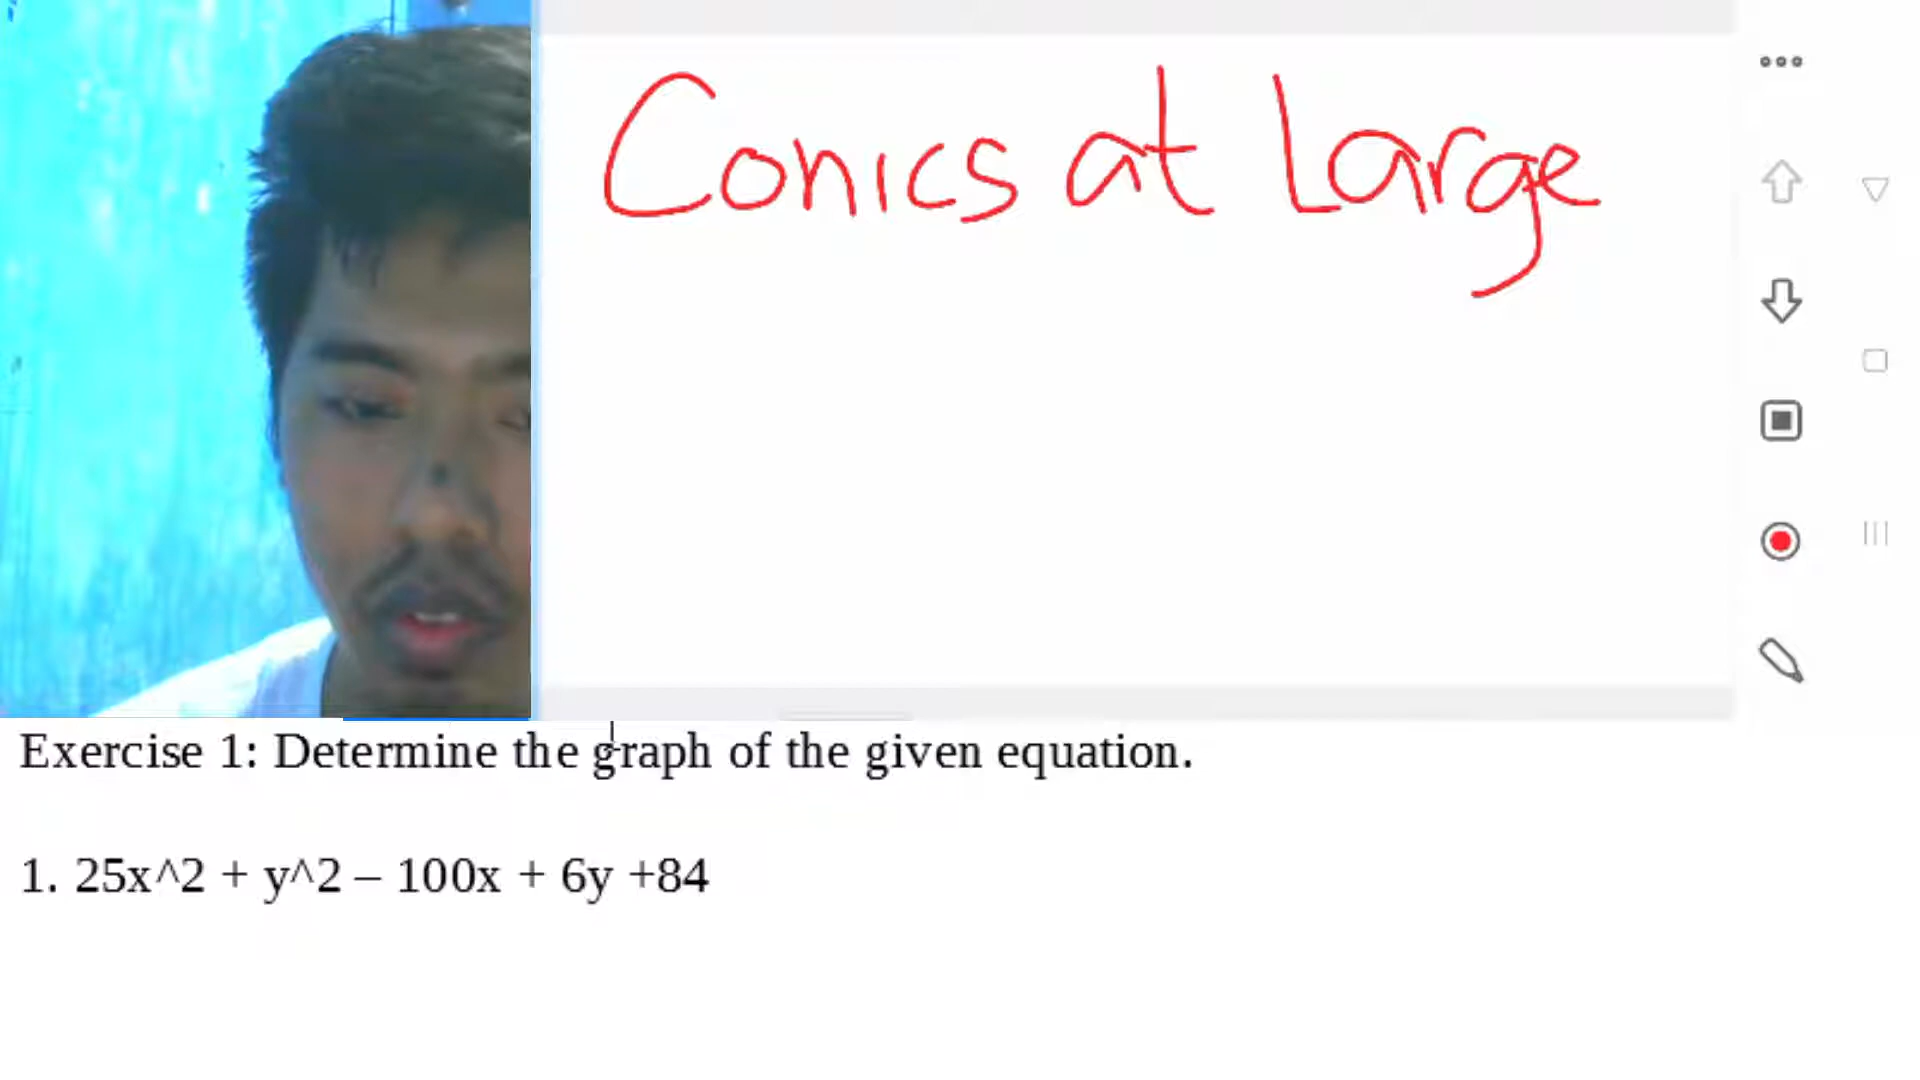 Conics at Large
Exercise 1: Determine the graph of the given equation.
1. 25x^2 + y^2 – 100x + 6y +84